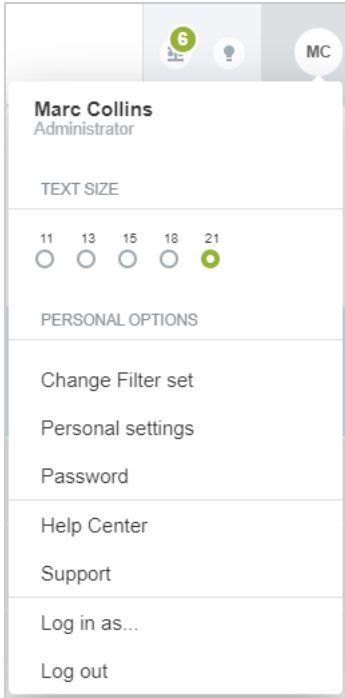 6
MC
Marc Collins
Administrator
TEXT SIZE
11 13 15 18 21
PERSONAL OPTIONS
Change Filter set
Personal settings
Password
Help Center
Support
Log in as...
Log out